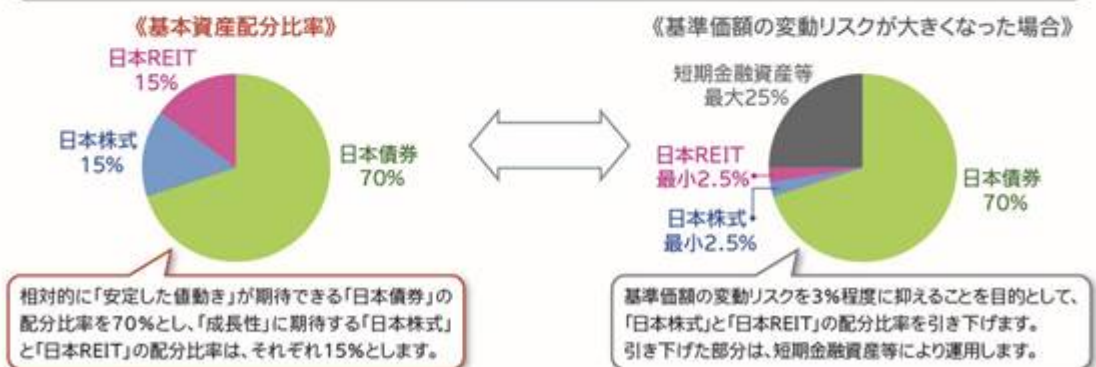 《基本資産配分比率》
日本REIT
15%
日本株式
15%
日本債券
70%
相対的に「安定した値動き」が期待できる「日本債券」の
配分比率を70%とし、「成長性」に期待する「日本株式」
と「日本REIT」の配分比率は、それぞれ15%とします。
《基準価額の変動リスクが大きくなった場合》
短期金融資産等
最大25%
日本REIT
最小2.5%
日本株式
最小2.5%
日本債券
70%
基準価額の変動リスクを3%程度に抑えることを目的として、
「日本株式」と「日本REIT」の配分比率を引き下げます。
引き下げた部分は、短期金融資産等により運用します。